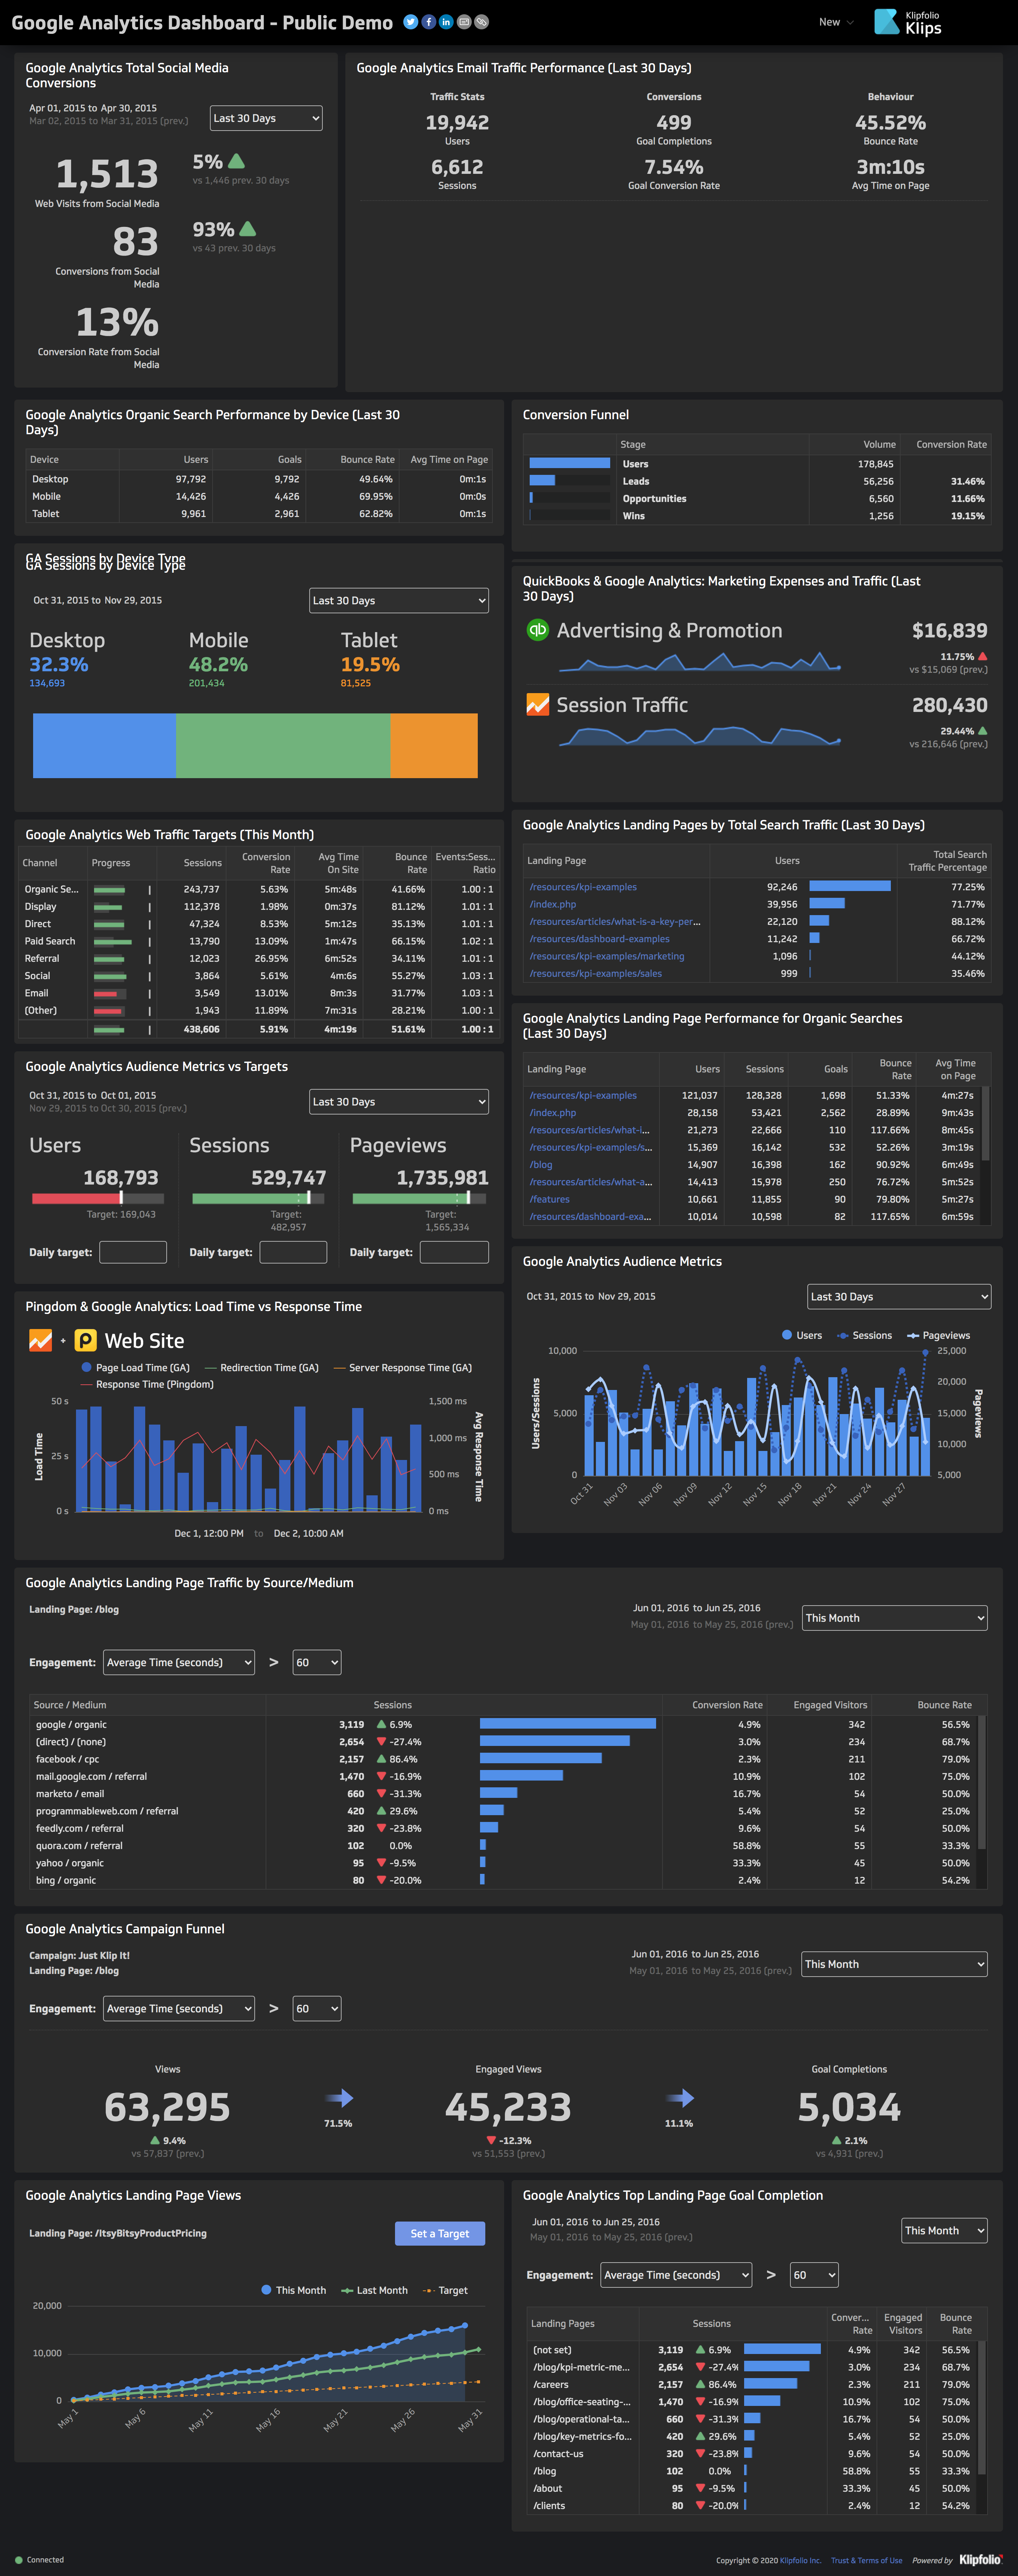 Google Analytics Dashboard - Public Demo
New
Klipfolio
Klips
Google Analytics Total Social Media
Conversions
Apr 01, 2015 to Apr 30, 2015
Mar 02, 2015 to Mar 31, 2015 (prev.)
Last 30 Days
1,513
Web Visits from Social Media
5%
vs 1,446 prev. 30 days
83
Conversions from Social
Media
93%
vs 43 prev. 30 days
13%
Conversion Rate from Social
Media
Google Analytics Email Traffic Performance (Last 30 Days)
Traffic Stats Conversions Behaviour
19,942 499 45.52%
Users Goal Completions Bounce Rate
6,612 7.54% 3m:10s
Sessions Goal Conversion Rate Avg Time on Page
Google Analytics Organic Search Performance by Device (Last 30
Days)
Device Users Goals Bounce Rate Avg Time on Page
Desktop 97,792 9,792 49.64% 0m:1s
Mobile 14,426 4,426 69.95% 0m:0s
Tablet 9,961 2,961 62.82% 0m:1s
Conversion Funnel
Stage Volume Conversion Rate
Users 178,845
Leads 56,256 31.46%
Opportunities 6,560 11.66%
Wins 1,256 19.15%
GA Sessions by Device Type
GA Sessions by Device Type
Oct 31, 2015 to Nov 29, 2015
Last 30 Days
Desktop Mobile Tablet
32.3% 48.2% 19.5%
134,693 201,434 81,525
QuickBooks & Google Analytics: Marketing Expenses and Traffic (Last
30 Days)
qb Advertising & Promotion $16,839
11.75%
vs $15,069 (prev.)
Session Traffic 280,430
29.44%
vs 216,646 (prev.)
Google Analytics Web Traffic Targets (This Month)
Channel Progress Sessions Conversion Rate Avg Time On Site Bounce Rate Events:Sess... Ratio
Organic Se... 243,737 5.63% 5m:48s 41.66% 1.00 : 1
Display 112,378 1.98% 0m:37s 81.12% 1.01 : 1
Direct 47,324 8.53% 5m:12s 35.13% 1.01 : 1
Paid Search 13,790 13.09% 1m:47s 66.15% 1.02 : 1
Referral 12,023 26.95% 6m:52s 34.11% 1.01 : 1
Social 3,864 5.61% 4m:6s 55.27% 1.03 : 1
Email 3,549 13.01% 8m:3s 31.77% 1.03 : 1
(Other) 1,943 11.89% 7m:31s 28.21% 1.00 : 1
438,606 5.91% 4m:19s 51.61% 1.00 : 1
Google Analytics Landing Pages by Total Search Traffic (Last 30 Days)
Landing Page Users Total Search Traffic Percentage
/resources/kpi-examples 92,246 77.25%
/index.php 39,956 71.77%
/resources/articles/what-is-a-key-per... 22,120 88.12%
/resources/dashboard-examples 11,242 66.72%
/resources/kpi-examples/marketing 1,096 44.12%
/resources/kpi-examples/sales 999 35.46%
Google Analytics Landing Page Performance for Organic Searches
(Last 30 Days)
Landing Page Users Sessions Goals Bounce Rate Avg Time on Page
/resources/kpi-examples 121,037 128,328 1,698 51.33% 4m:27s
/index.php 28,158 53,421 2,562 28.89% 9m:43s
/resources/articles/what-i... 21,273 22,666 110 117.66% 8m:45s
/resources/kpi-examples/s... 15,369 16,142 532 52.26% 3m:19s
/blog 14,907 16,398 162 90.92% 6m:49s
/resources/articles/what-a... 14,413 15,978 250 76.72% 5m:52s
/features 10,661 11,855 90 79.80% 5m:27s
/resources/dashboard-exa... 10,014 10,598 82 117.65% 6m:59s
Google Analytics Audience Metrics vs Targets
Oct 31, 2015 to Oct 01, 2015
Nov 29, 2015 to Oct 30, 2015 (prev.)
Last 30 Days
Users Sessions Pageviews
168,793 529,747 1,735,981
Target: 169,043 Target: 482,957 Target: 1,565,334
Daily target: Daily target: Daily target:
Google Analytics Audience Metrics
Oct 31, 2015 to Nov 29, 2015
Last 30 Days
Users Sessions Pageviews
10,000 25,000
20,000
5,000 15,000
10,000
0 5,000
Users/Sessions
Pageviews
Oct 31 Nov 03 Nov 06 Nov 09 Nov 12 Nov 15 Nov 18 Nov 21 Nov 24 Nov 27
Pingdom & Google Analytics: Load Time vs Response Time
+ P Web Site
Page Load Time (GA) Redirection Time (GA) Server Response Time (GA)
Response Time (Pingdom)
50 s 1,500 ms
1,000 ms
25 s
500 ms
0 s 0 ms
Load Time
Avg Response Time
Dec 1, 12:00 PM to Dec 2, 10:00 AM
Google Analytics Landing Page Traffic by Source/Medium
Landing Page: /blog
Jun 01, 2016 to Jun 25, 2016
May 01, 2016 to May 25, 2016 (prev.)
This Month
Engagement: Average Time (seconds) > 60
Source / Medium Sessions Conversion Rate Engaged Visitors Bounce Rate
google / organic 3,119 6.9% 4.9% 342 56.5%
(direct) / (none) 2,654 -27.4% 3.0% 234 68.7%
facebook / cpc 2,157 86.4% 2.3% 211 79.0%
mail.google.com / referral 1,470 -16.9% 10.9% 102 75.0%
marketo / email 660 -31.3% 16.7% 54 50.0%
programmableweb.com / referral 420 29.6% 5.4% 52 25.0%
feedly.com / referral 320 -23.8% 9.6% 54 50.0%
quora.com / referral 102 0.0% 58.8% 55 33.3%
yahoo / organic 95 -9.5% 33.3% 45 50.0%
bing / organic 80 -20.0% 2.4% 12 54.2%
Google Analytics Campaign Funnel
Campaign: Just Klip It!
Landing Page: /blog
Jun 01, 2016 to Jun 25, 2016
May 01, 2016 to May 25, 2016 (prev.)
This Month
Engagement: Average Time (seconds) > 60
Views Engaged Views Goal Completions
63,295 45,233 5,034
71.5% 11.1%
9.4% -12.3% 2.1%
vs 57,837 (prev.) vs 51,553 (prev.) vs 4,931 (prev.)
Google Analytics Landing Page Views
Landing Page: /ItsyBitsyProductPricing
Set a Target
This Month Last Month Target
20,000
10,000
0
May 1 May 6 May 11 May 16 May 21 May 26 May 31
Google Analytics Top Landing Page Goal Completion
Jun 01, 2016 to Jun 25, 2016
May 01, 2016 to May 25, 2016 (prev.)
This Month
Engagement: Average Time (seconds) > 60
Landing Pages Sessions Conver... Rate Engaged Visitors Bounce Rate
(not set) 3,119 6.9% 4.9% 342 56.5%
/blog/kpi-metric-me... 2,654 -27.4% 3.0% 234 68.7%
/careers 2,157 86.4% 2.3% 211 79.0%
/blog/office-seating-... 1,470 -16.9% 10.9% 102 75.0%
/blog/operational-ta... 660 -31.3% 16.7% 54 50.0%
/blog/key-metrics-fo... 420 29.6% 5.4% 52 25.0%
/contact-us 320 -23.8% 9.6% 54 50.0%
/blog 102 0.0% 58.8% 55 33.3%
/about 95 -9.5% 33.3% 45 50.0%
/clients 80 -20.0% 2.4% 12 54.2%
Connected
Copyright © 2020 Klipfolio Inc. Trust & Terms of Use Powered by Klipfolio